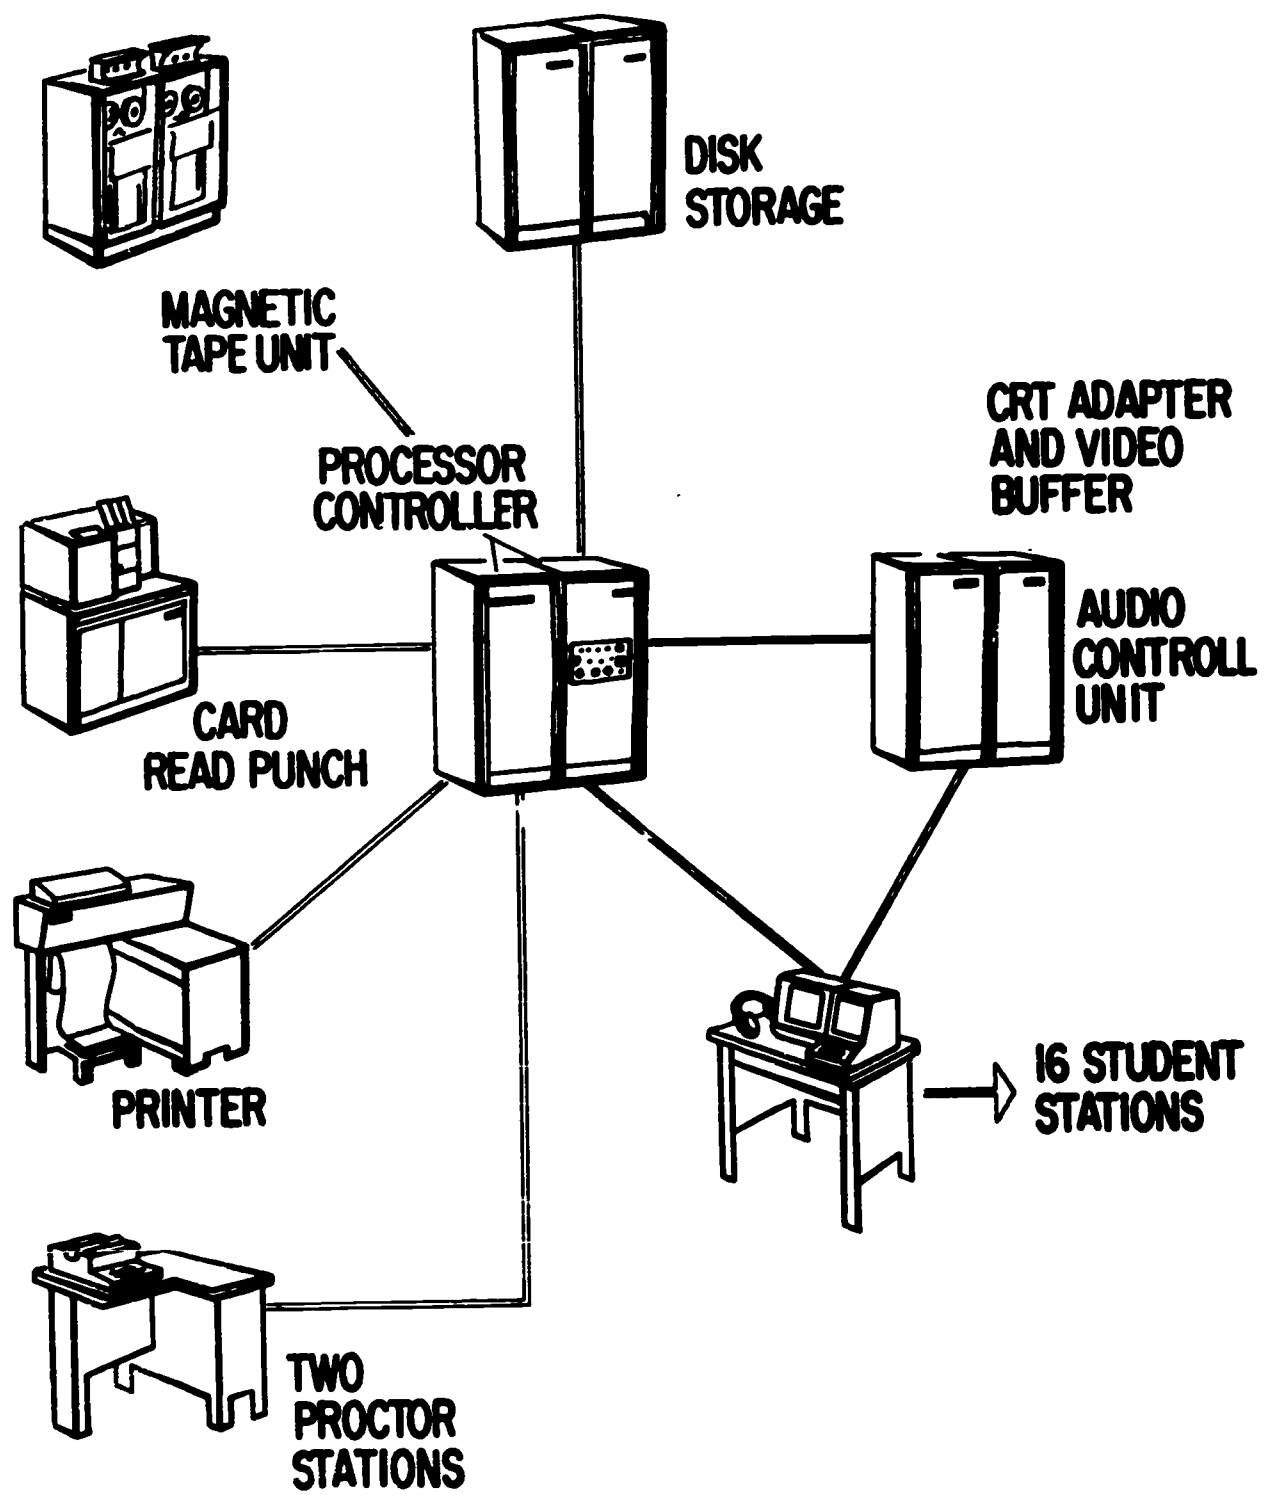 DISK
STORAGE
MAGNETIC
TAPE UNIT
CRT ADAPTER
AND VIDEO
BUFFER
PROCESSOR
CONTROLLER
AUDIO
CONTROLL
UNIT
CARD
READ PUNCH
16 STUDENT
STATIONS
PRINTER
TWO
PROCTOR
STATIONS